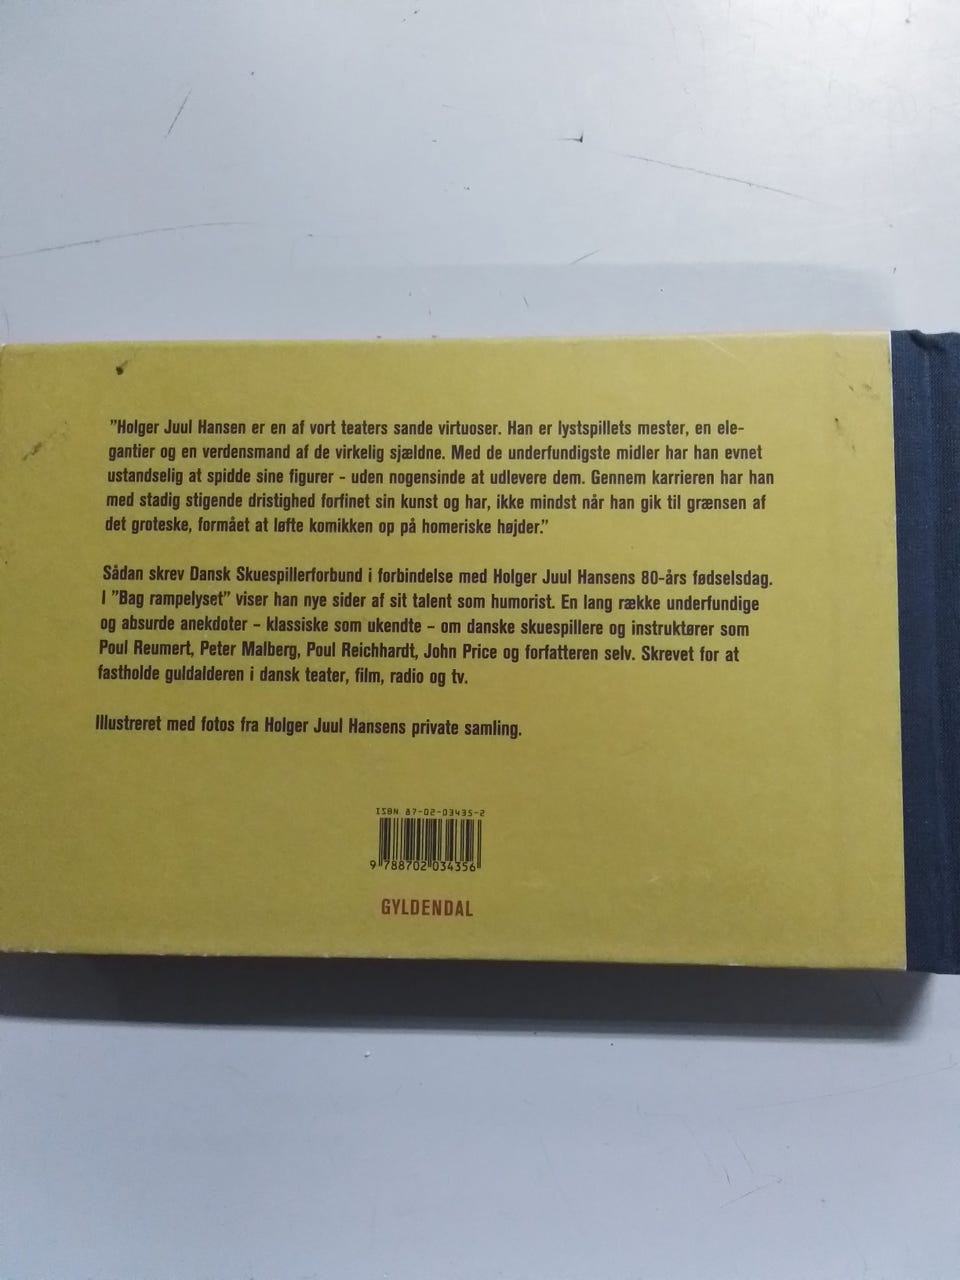 "Holger Juul Hansen er en af vort teaters sande virtuoser. Han er lystspillets mester, en ele-
gantier og en verdensmand af de virkelig sjældne. Med de underfundigste midler har han evnet
ustandselig at spidde sine figurer – uden nogensinde at udlevere dem. Gennem karrieren har han
med stadig stigende dristighed forfinet sin kunst og har, ikke mindst når han gik til grænsen af
det groteske, formået at løfte komikken op på homeriske højder."
Sådan skrev Dansk Skuespillerforbund i forbindelse med Holger Juul Hansens 80-års fødselsdag.
I "Bag rampelyset" viser han nye sider af sit talent som humorist. En lang række underfundige
og absurde anekdoter – klassiske som ukendte – om danske skuespillere og instruktører som
Poul Reumert, Peter Malberg, Poul Reichhardt, John Price og forfatteren selv. Skrevet for at
fastholde guldalderen i dansk teater, film, radio og tv.
Illustreret med fotos fra Holger Juul Hansens private samling.
ISBN 87-02-03435-2
9 788702 034356
GYLDENDAL